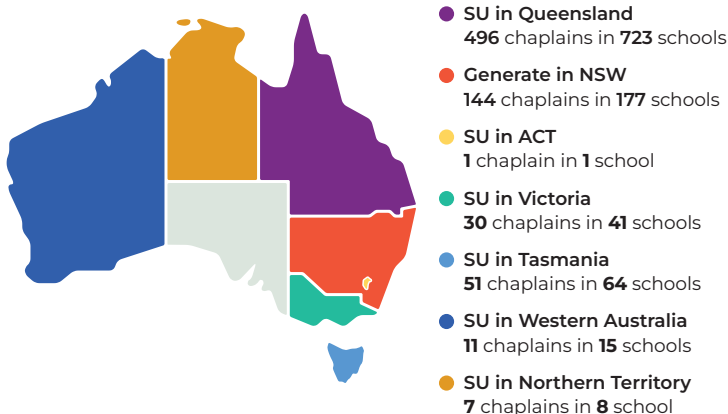 SU in Queensland
496 chaplains in 723 schools
Generate in NSW
144 chaplains in 177 schools
SU in ACT
1 chaplain in 1 school
SU in Victoria
30 chaplains in 41 schools
SU in Tasmania
51 chaplains in 64 schools
SU in Western Australia
11 chaplains in 15 schools
SU in Northern Territory
7 chaplains in 8 school